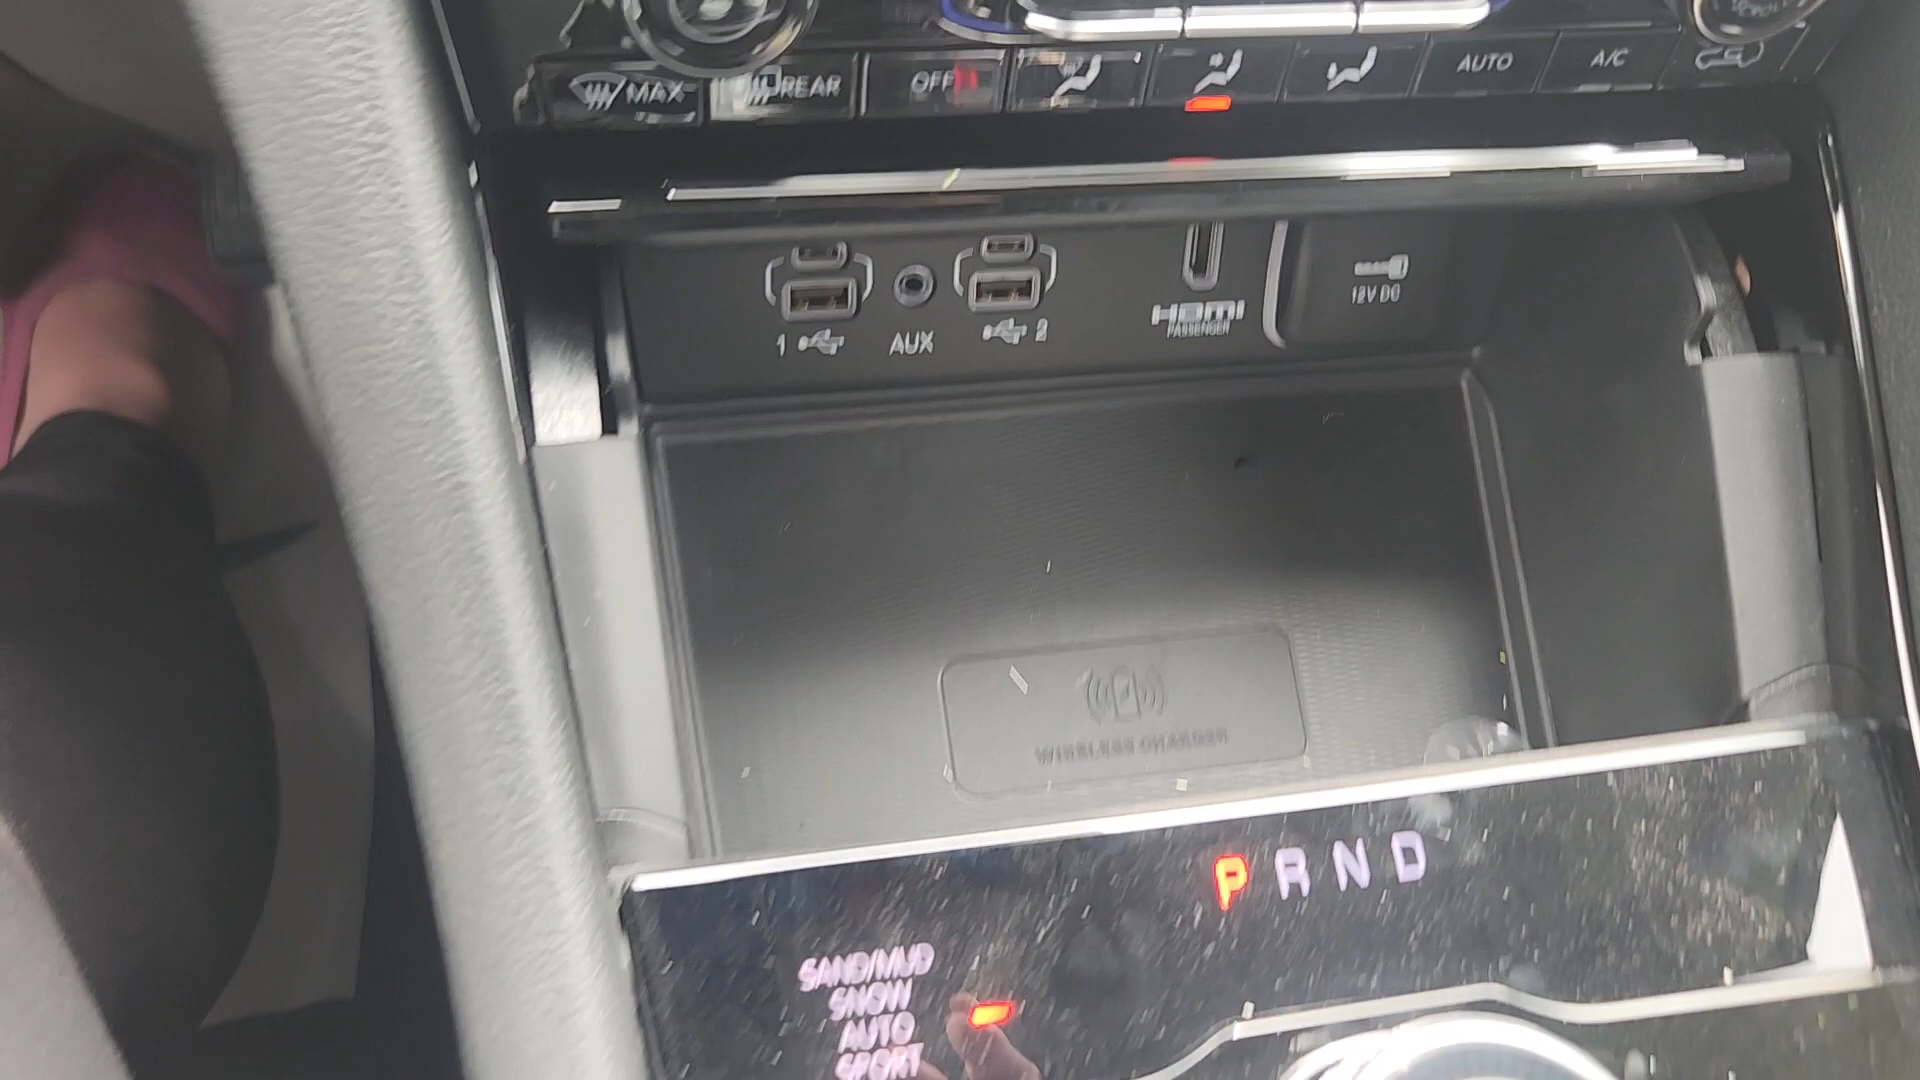 MAX
REAR
OFF
AUTO
A/C
1
AUX
2
HDMI
PASSENGER
12V DC
WIRELESS CHARGER
P R N D
SAND/MUD
SNOW
AUTO
SPORT